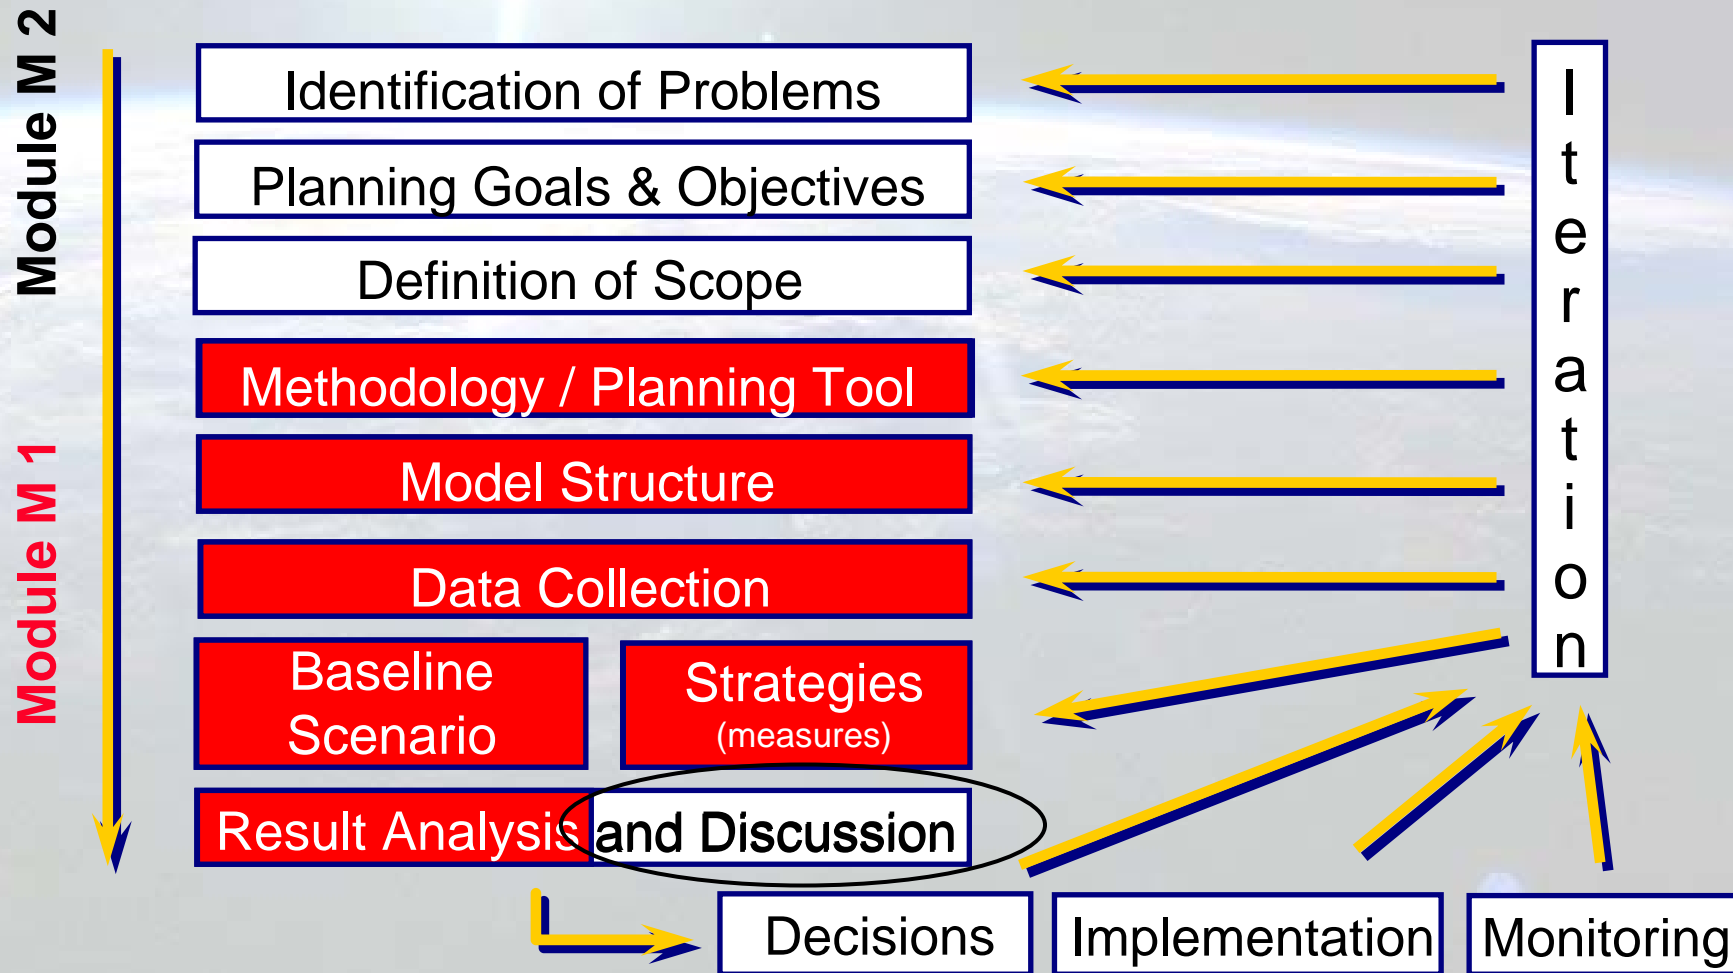 Module M 2
Module M 1
Identification of Problems
Planning Goals & Objectives
Definition of Scope
Methodology / Planning Tool
Model Structure
Data Collection
Baseline
Scenario
Strategies
(measures)
Result Analysis and Discussion
Decisions
Implementation
Monitoring
Iteration